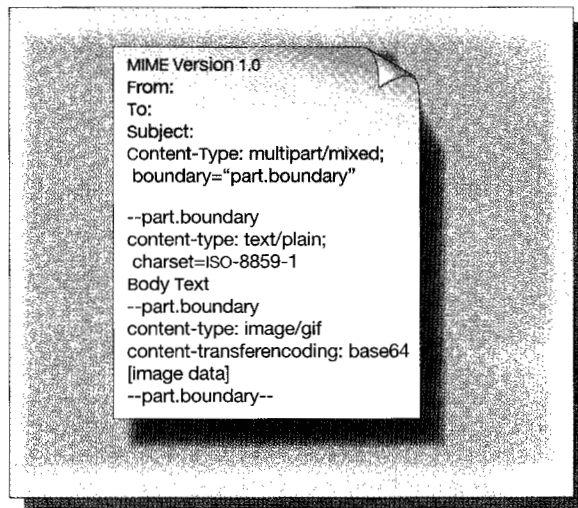 MIME Version 1.0
From:
To:
Subject:
Content-Type: multipart/mixed;
boundary=“part.boundary”
--part.boundary
content-type: text/plain;
charset=ISO-8859-1
Body Text
--part.boundary
content-type: image/gif
content-transferencoding: base64
[image data]
--part.boundary--